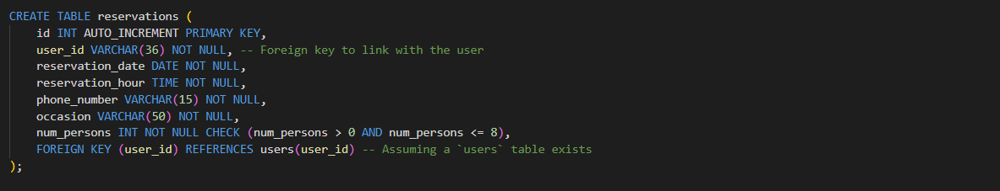 CREATE TABLE reservations (
    id INT AUTO_INCREMENT PRIMARY KEY,
    user_id VARCHAR(36) NOT NULL, -- Foreign key to link with the user
    reservation_date DATE NOT NULL,
    reservation_hour TIME NOT NULL,
    phone_number VARCHAR(15) NOT NULL,
    occasion VARCHAR(50) NOT NULL,
    num_persons INT NOT NULL CHECK (num_persons > 0 AND num_persons <= 8),
    FOREIGN KEY (user_id) REFERENCES users(user_id) -- Assuming a `users` table exists
);